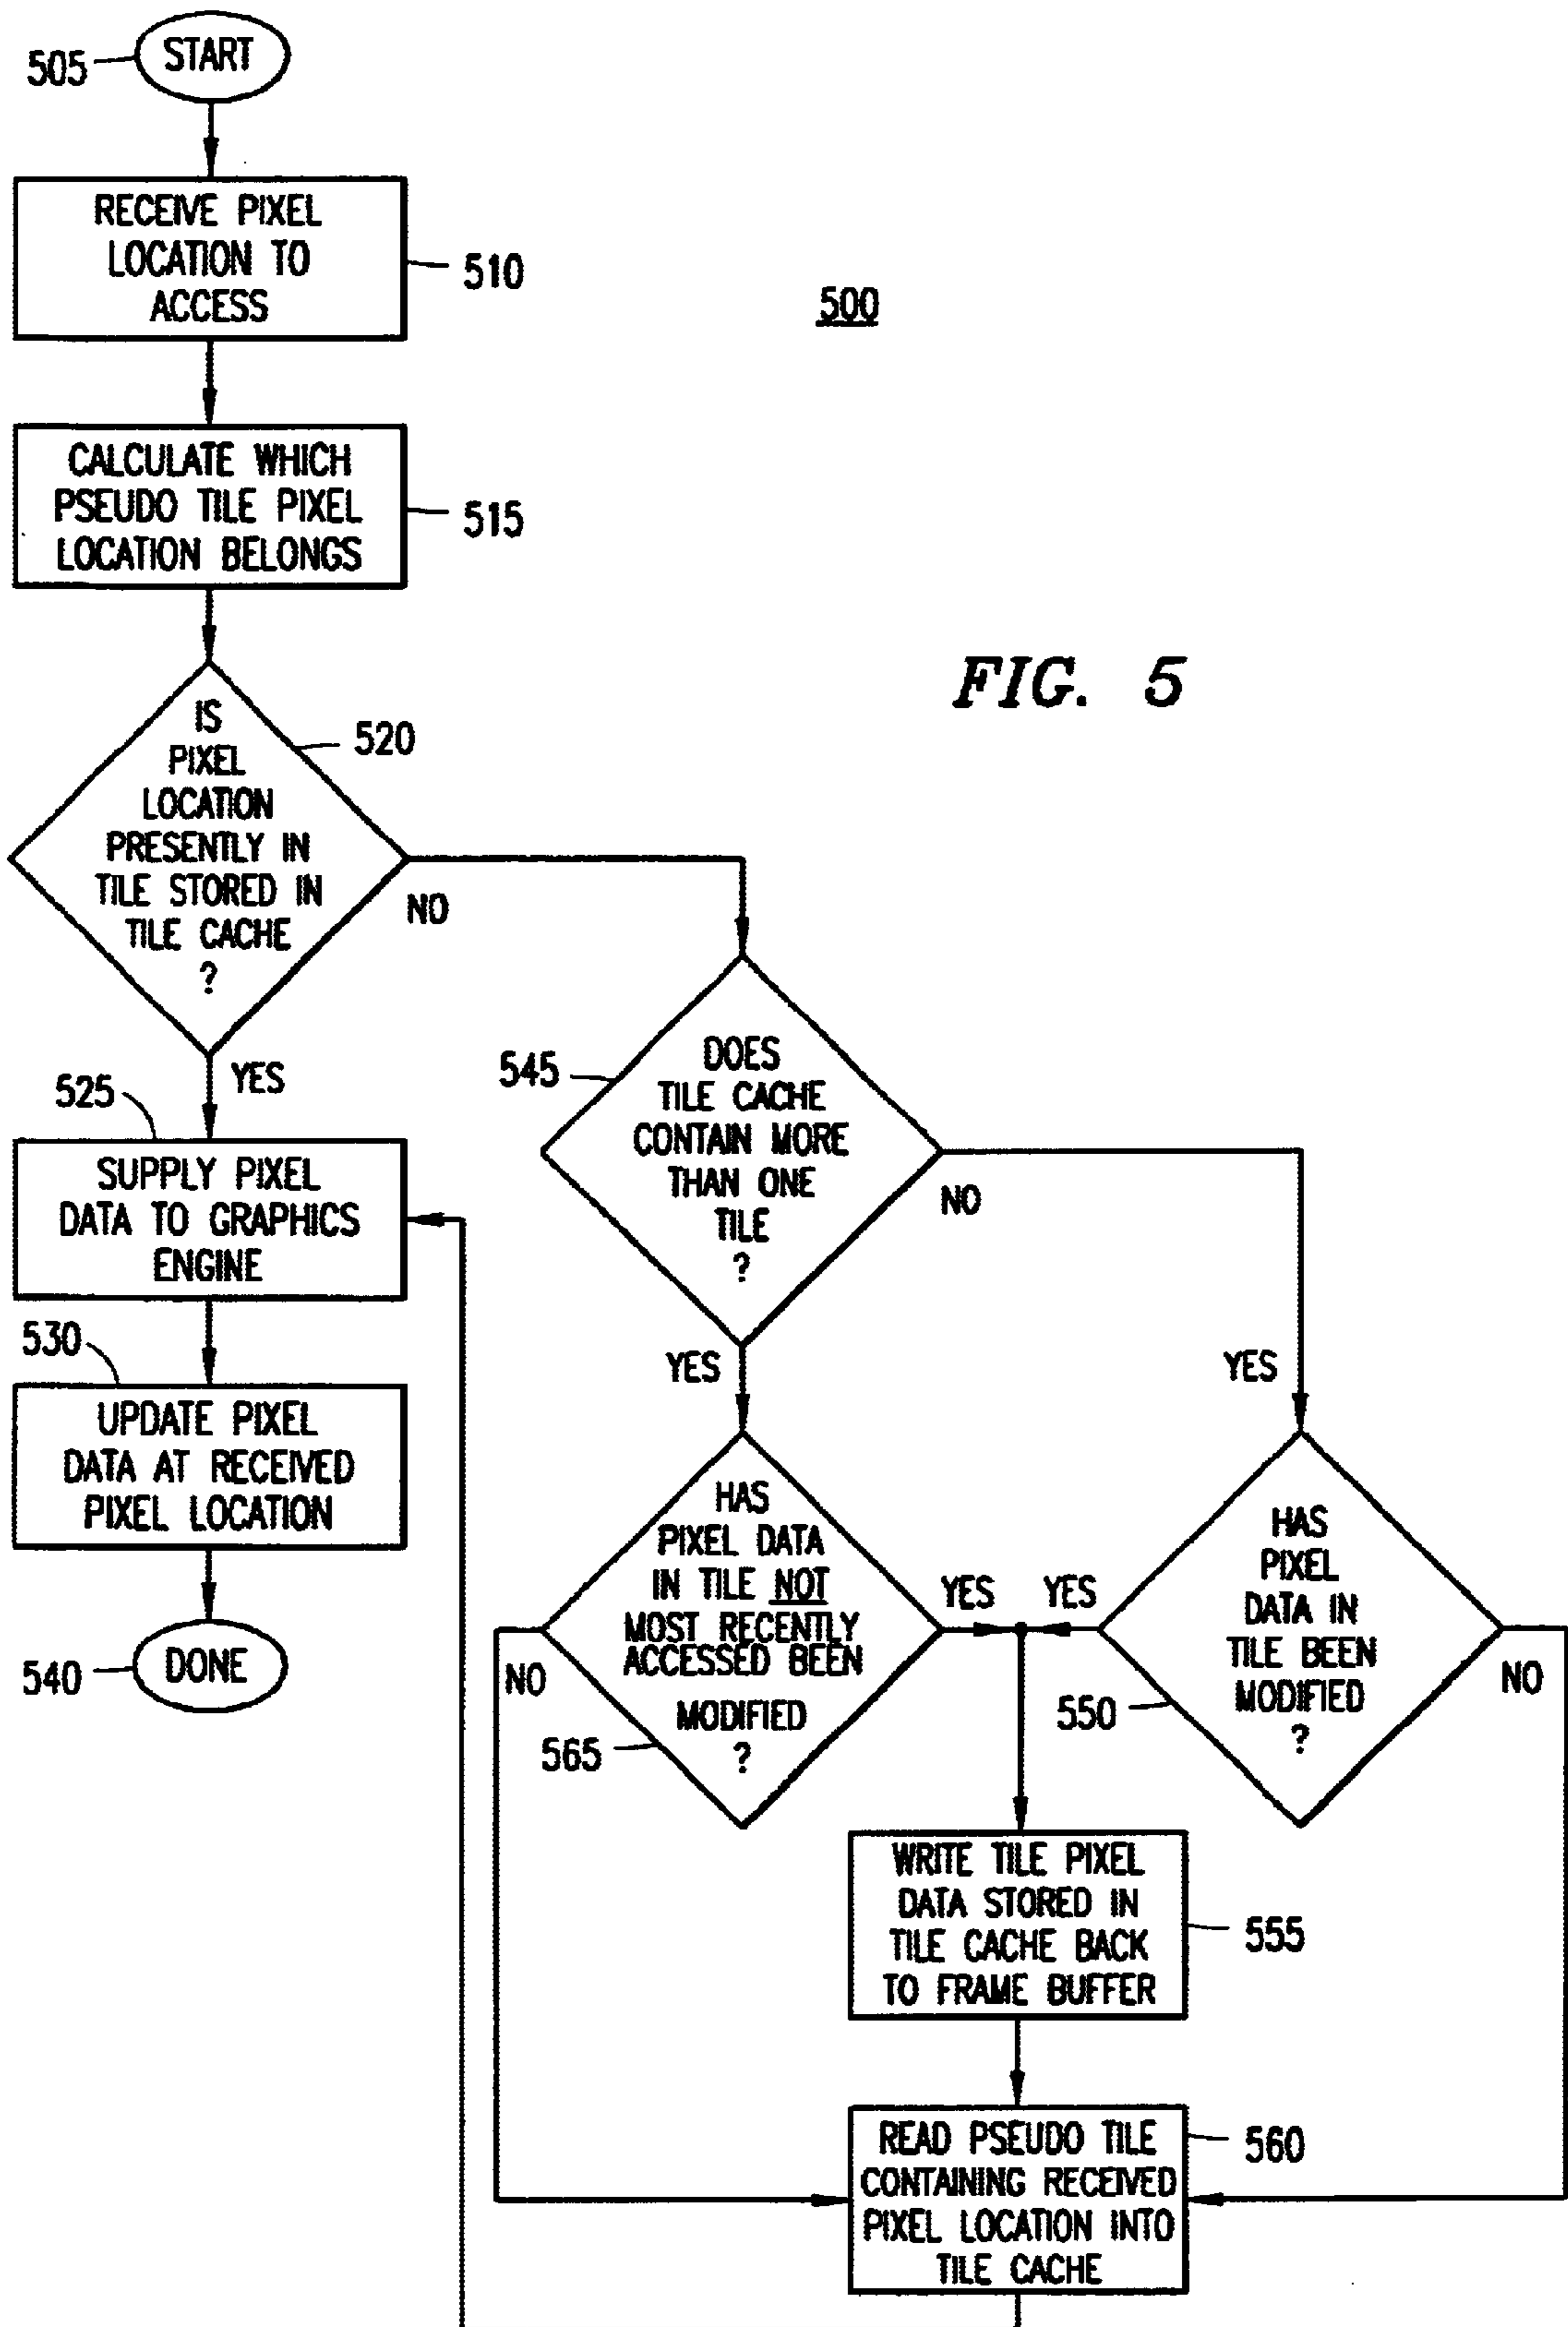 START
505
RECEIVE PIXEL
LOCATION TO
ACCESS
510
500
CALCULATE WHICH
PSEUDO TILE PIXEL
LOCATION BELONGS
515
FIG. 5
IS
PIXEL
LOCATION
PRESENTLY IN
TILE STORED IN
TILE CACHE
?
520
NO
YES
525
SUPPLY PIXEL
DATA TO GRAPHICS
ENGINE
530
UPDATE PIXEL
DATA AT RECEIVED
PIXEL LOCATION
540
DONE
545
DOES
TILE CACHE
CONTAIN MORE
THAN ONE
TILE
?
NO
YES
YES
HAS
PIXEL DATA
IN TILE NOT
MOST RECENTLY
ACCESSED BEEN
MODIFIED
?
565
NO
YES
YES
HAS
PIXEL
DATA IN
TILE BEEN
MODIFIED
?
550
NO
WRITE TILE PIXEL
DATA STORED IN
TILE CACHE BACK
TO FRAME BUFFER
555
READ PSEUDO TILE
CONTAINING RECEIVED
PIXEL LOCATION INTO
TILE CACHE
560